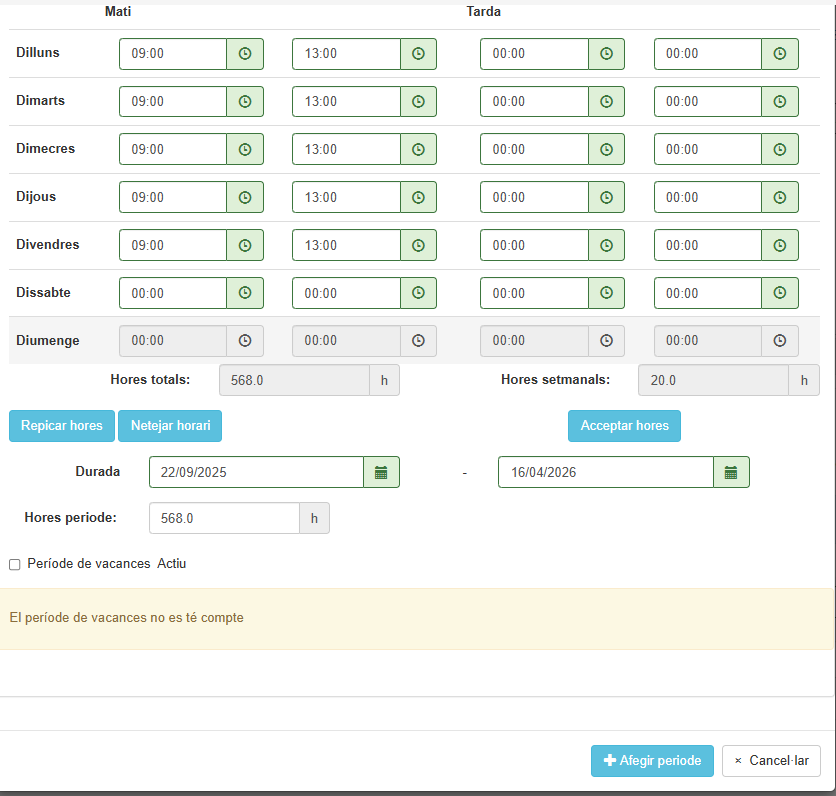 Mati Tarda
Dilluns 09:00 13:00 00:00 00:00
Dimarts 09:00 13:00 00:00 00:00
Dimecres 09:00 13:00 00:00 00:00
Dijous 09:00 13:00 00:00 00:00
Divendres 09:00 13:00 00:00 00:00
Dissabte 00:00 00:00 00:00 00:00
Diumenge 00:00 00:00 00:00 00:00
Hores totals: 568.0 h Hores setmanals: 20.0 h
Repicar hores Netejar horari Acceptar hores
Durada 22/09/2025 - 16/04/2026
Hores periode: 568.0 h
Període de vacances Actiu
El període de vacances no es té compte
Afegir periode × Cancel·lar